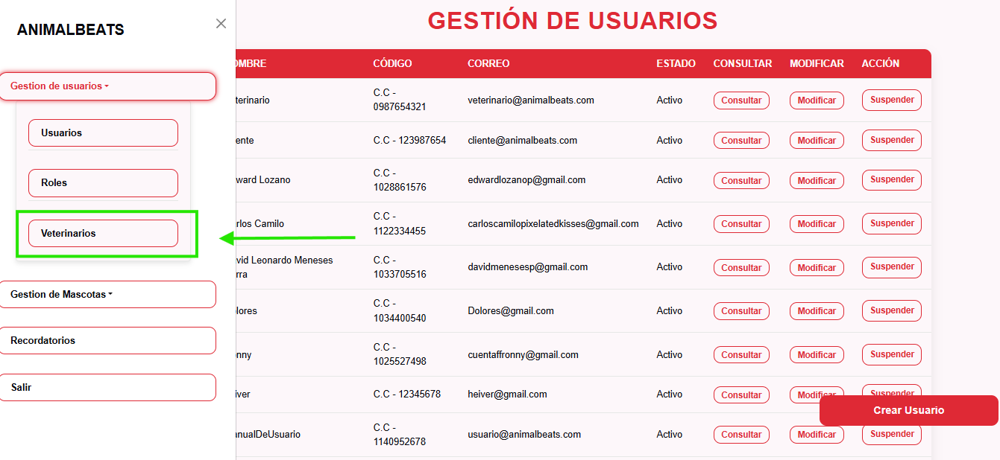 ANIMALBEATS
Gestion de usuarios
Usuarios
Roles
Veterinarios
Gestion de Mascotas
Recordatorios
Salir
GESTIÓN DE USUARIOS
OMBRE CÓDIGO CORREO ESTADO CONSULTAR MODIFICAR ACCIÓN
terinario C.C - veterinario@animalbeats.com Activo Consultar Modificar Suspender
0987654321
ente C.C - 123987654 cliente@animalbeats.com Activo Consultar Modificar Suspender
ward Lozano C.C - edwardlozanop@gmail.com Activo Consultar Modificar Suspender
1028861576
rlos Camilo C.C - carloscamilopixelatedkisses@gmail.com Activo Consultar Modificar Suspender
1122334455
vid Leonardo Meneses C.C - davidmenesesp@gmail.com Activo Consultar Modificar Suspender
rra 1033705516
lores C.C - Dolores@gmail.com Activo Consultar Modificar Suspender
1034400540
nny C.C - cuentaffronny@gmail.com Activo Consultar Modificar Suspender
1025527498
iver C.C - 12345678 heiver@gmail.com Activo Consultar Modificar Suspender
Crear Usuario
anualDeUsuario C.C - usuario@animalbeats.com Activo Consultar Modificar Suspender
1140952678